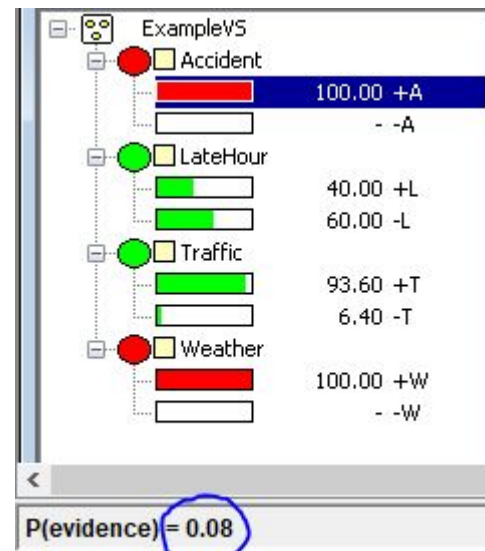 ExampleVS
Accident
100.00 +A
- -A
LateHour
40.00 +L
60.00 -L
Traffic
93.60 +T
6.40 -T
Weather
100.00 +W
- -W
P(evidence) = 0.08